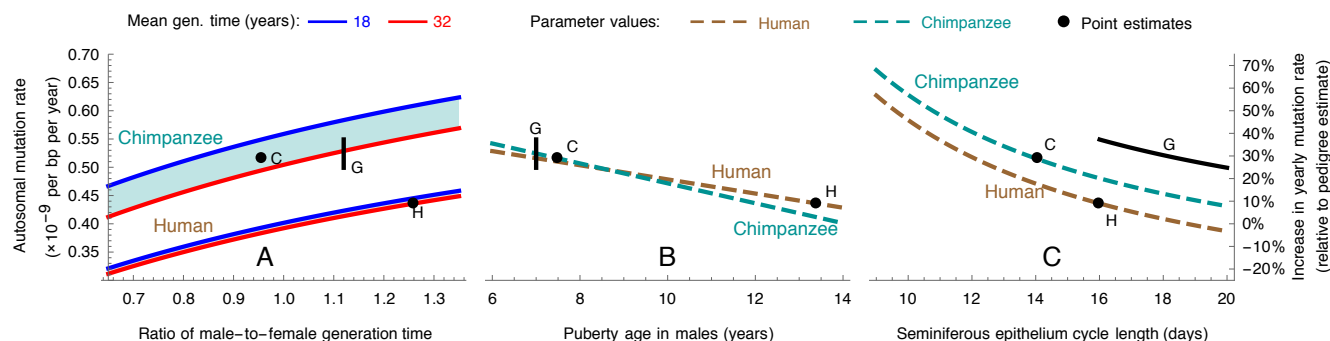 Mean gen. time (years): 18 32 Parameter values: Human Chimpanzee Point estimates
Autosomal mutation rate
(×10⁻⁹ per bp per year)
0.70
0.65
0.60
0.55
0.50
0.45
0.40
0.35
Chimpanzee
C
G
Human
H
A
0.7 0.8 0.9 1.0 1.1 1.2 1.3
Ratio of male-to-female generation time
G
C
Human
H
Chimpanzee
B
6 8 10 12 14
Puberty age in males (years)
Chimpanzee
C
G
Human
H
C
10 12 14 16 18 20
Seminiferous epithelium cycle length (days)
70%
60%
50%
40%
30%
20%
10%
0%
−10%
−20%
Increase in yearly mutation rate
(relative to pedigree estimate)